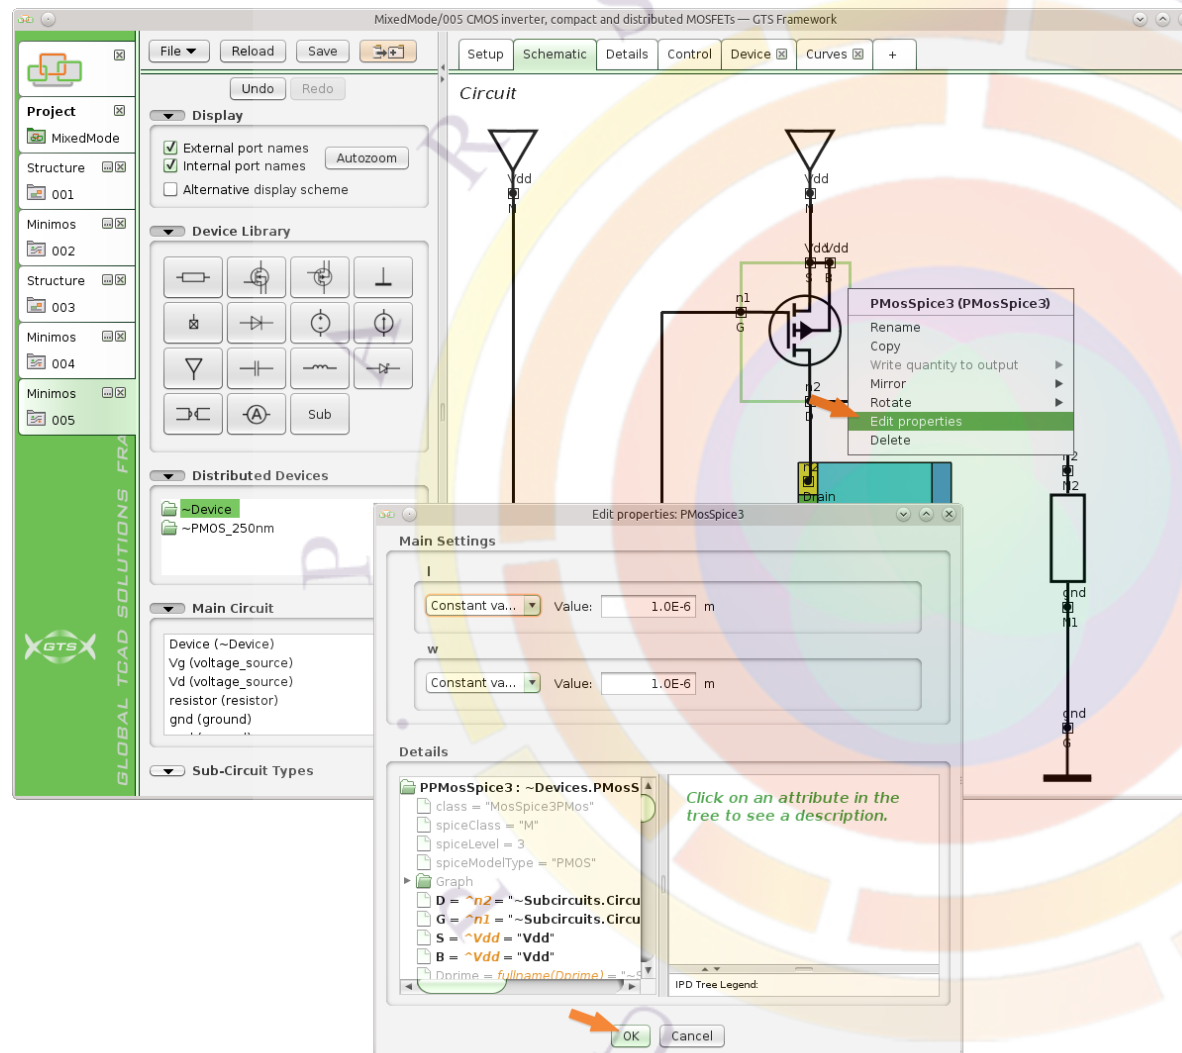 MixedMode/005 CMOS inverter, compact and distributed MOSFETs — GTS Framework
File Reload Save
Setup Schematic Details Control Device Curves +
Undo Redo
Project
MixedMode
Structure
001
Minimos
002
Structure
003
Minimos
004
Minimos
005
GLOBAL TCAD SOLUTIONS FRA
GTS
Display
External port names
Internal port names
Autozoom
Alternative display scheme
Device Library
Sub
Distributed Devices
~Device
~PMOS_250nm
Main Circuit
Device (~Device)
Vg (voltage_source)
Vd (voltage_source)
resistor (resistor)
gnd (ground)
Sub-Circuit Types
Circuit
Vdd
N
Vdd
N
Vdd Vdd
S B
n1
G
n2
D
n2
Drain
PMosSpice3 (PMosSpice3)
Rename
Copy
Write quantity to output
Mirror
Rotate
Edit properties
Delete
n2
N2
gnd
N1
gnd
G
Edit properties: PMosSpice3
Main Settings
l
Constant va... Value: 1.0E-6 m
w
Constant va... Value: 1.0E-6 m
Details
PPMosSpice3 : ~Devices.PMosS
class = "MosSpice3PMos"
spiceClass = "M"
spiceLevel = 3
spiceModelType = "PMOS"
Graph
D = ^n2 = "~Subcircuits.Circu
G = ^n1 = "~Subcircuits.Circu
S = ^Vdd = "Vdd"
B = ^Vdd = "Vdd"
Dprime = fullname(Dprime) = "~S
Click on an attribute in the
tree to see a description.
IPD Tree Legend:
OK Cancel